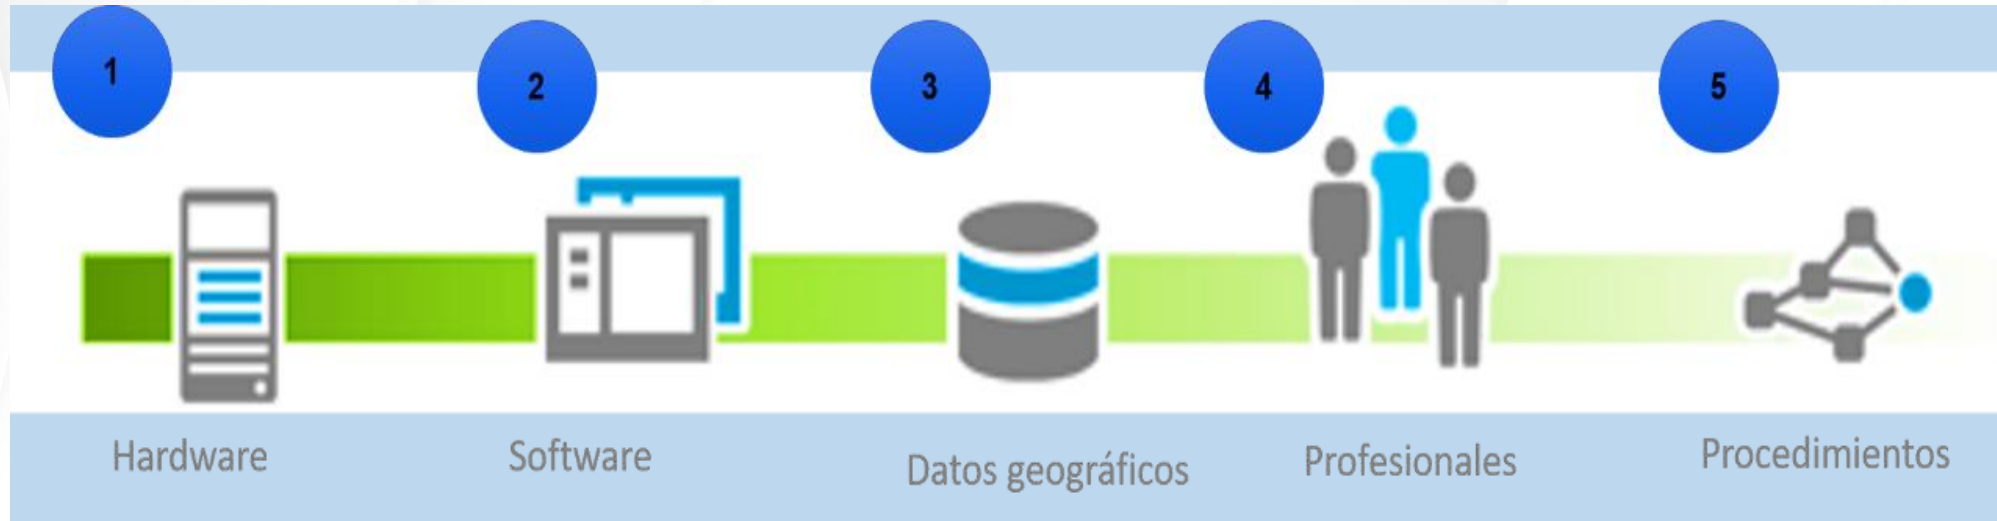 1
2
3
4
5
Hardware
Software
Datos geográficos
Profesionales
Procedimientos